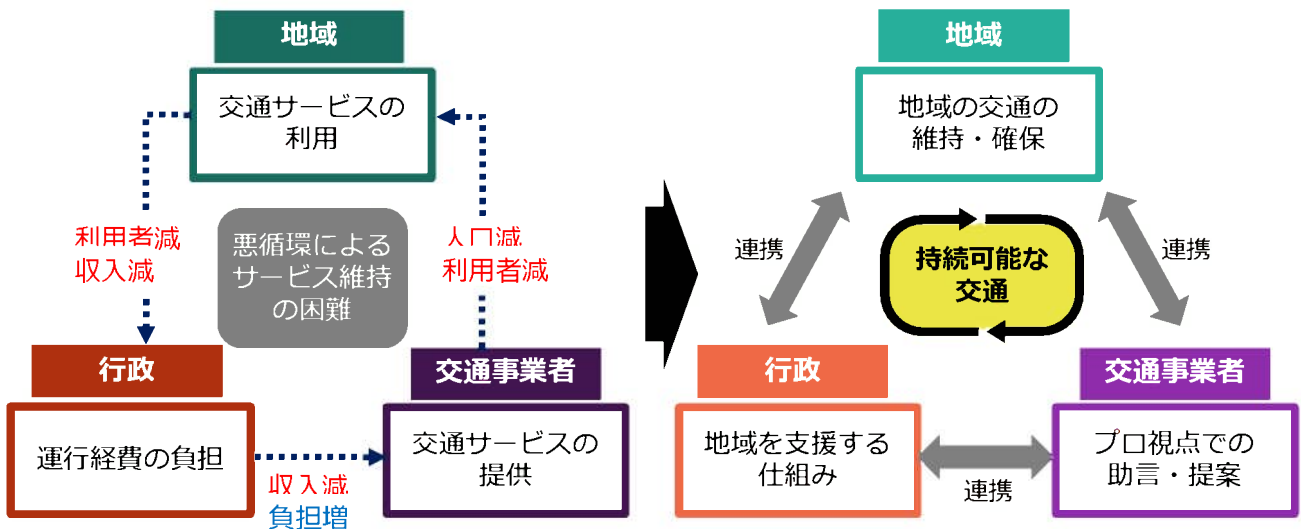 地域
交通サービスの
利用
利用者減
収入減
悪循環による
サービス維持
の困難
人口減
利用者減
行政
運行経費の負担
収入減
負担増
交通事業者
交通サービスの
提供
地域
地域の交通の
維持・確保
連携
持続可能な
交通
連携
行政
地域を支援する
仕組み
連携
交通事業者
プロ視点での
助言・提案